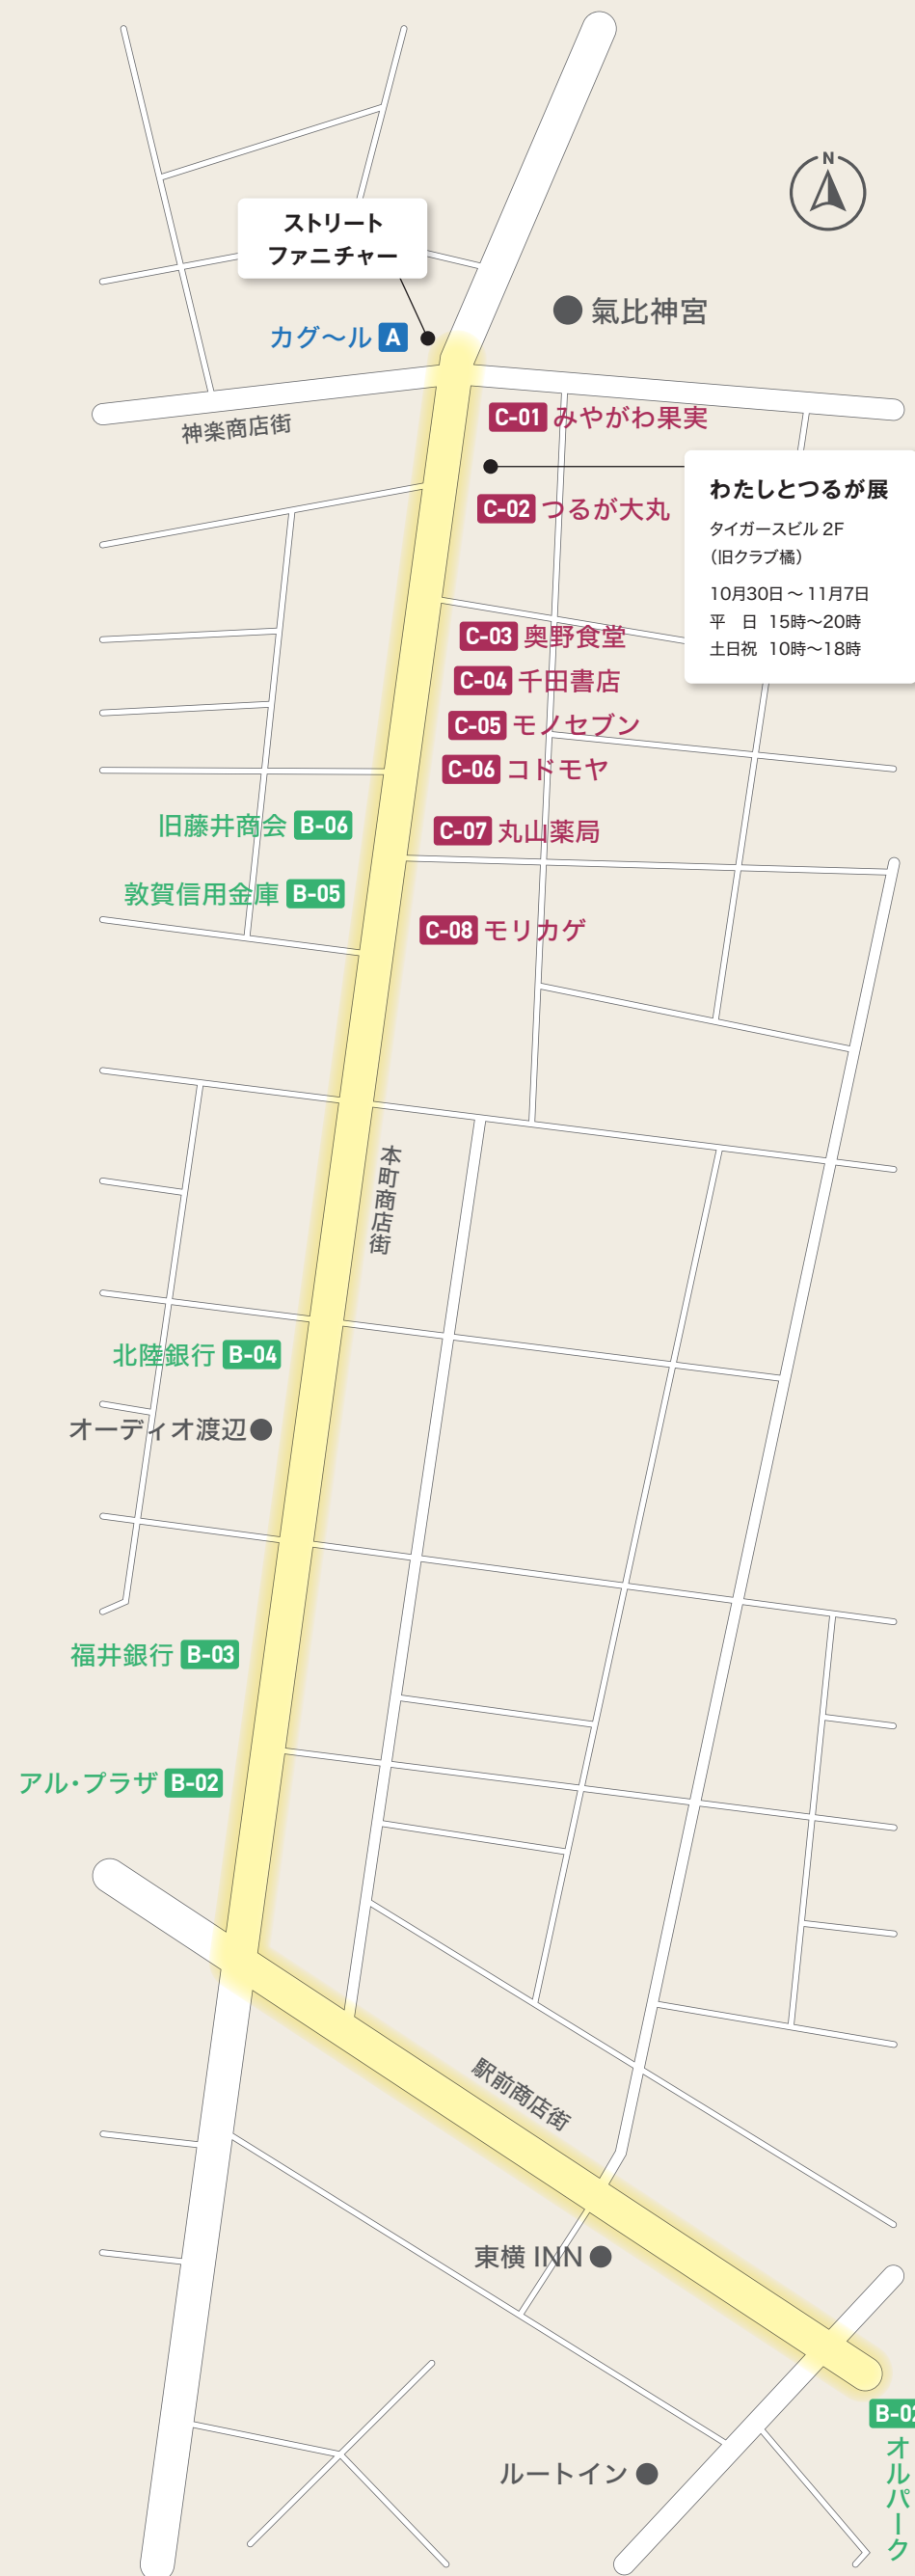 N
ストリート
ファニチャー
氣比神宮
カグ〜ル A
神楽商店街
C-01 みやがわ果実
わたしとつるが展
タイガースビル 2F
（旧クラブ橘）
10月30日 〜 11月7日
平　日 15時〜20時
土日祝 10時〜18時
C-02 つるが大丸
C-03 奥野食堂
C-04 千田書店
C-05 モノセブン
C-06 コドモヤ
旧藤井商会 B-06
C-07 丸山薬局
敦賀信用金庫 B-05
C-08 モリカゲ
本町商店街
北陸銀行 B-04
オーディオ渡辺
福井銀行 B-03
アル・プラザ B-02
駅前商店街
東横 INN
B-02
オルパーク
ルートイン